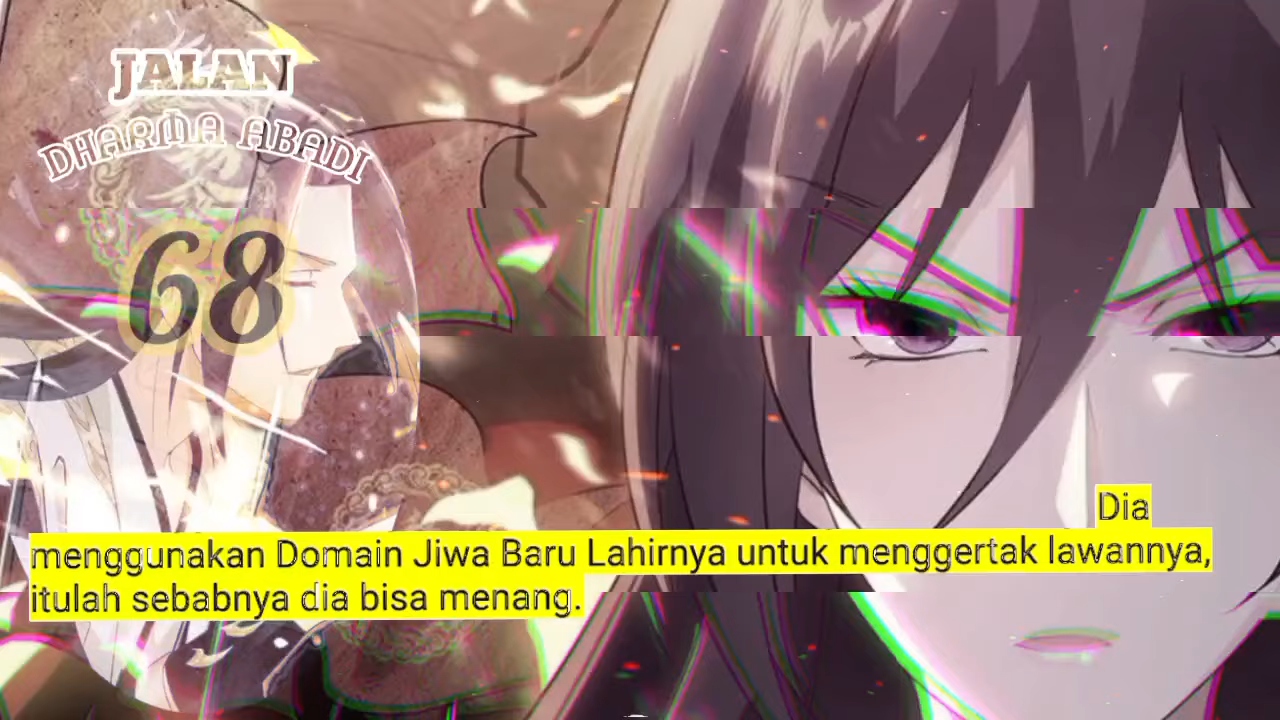 JALAN
DHARMA ABADI
68
Dia
menggunakan Domain Jiwa Baru Lahirnya untuk menggertak lawannya,
itulah sebabnya dia bisa menang.